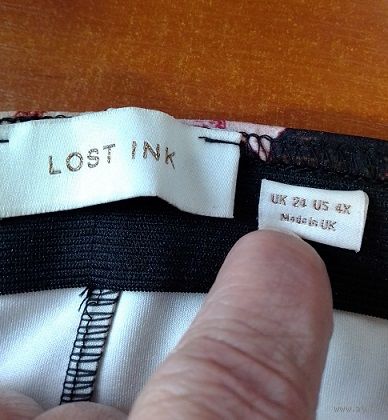 LOST INK
UK 24 US 4X
Made in UK